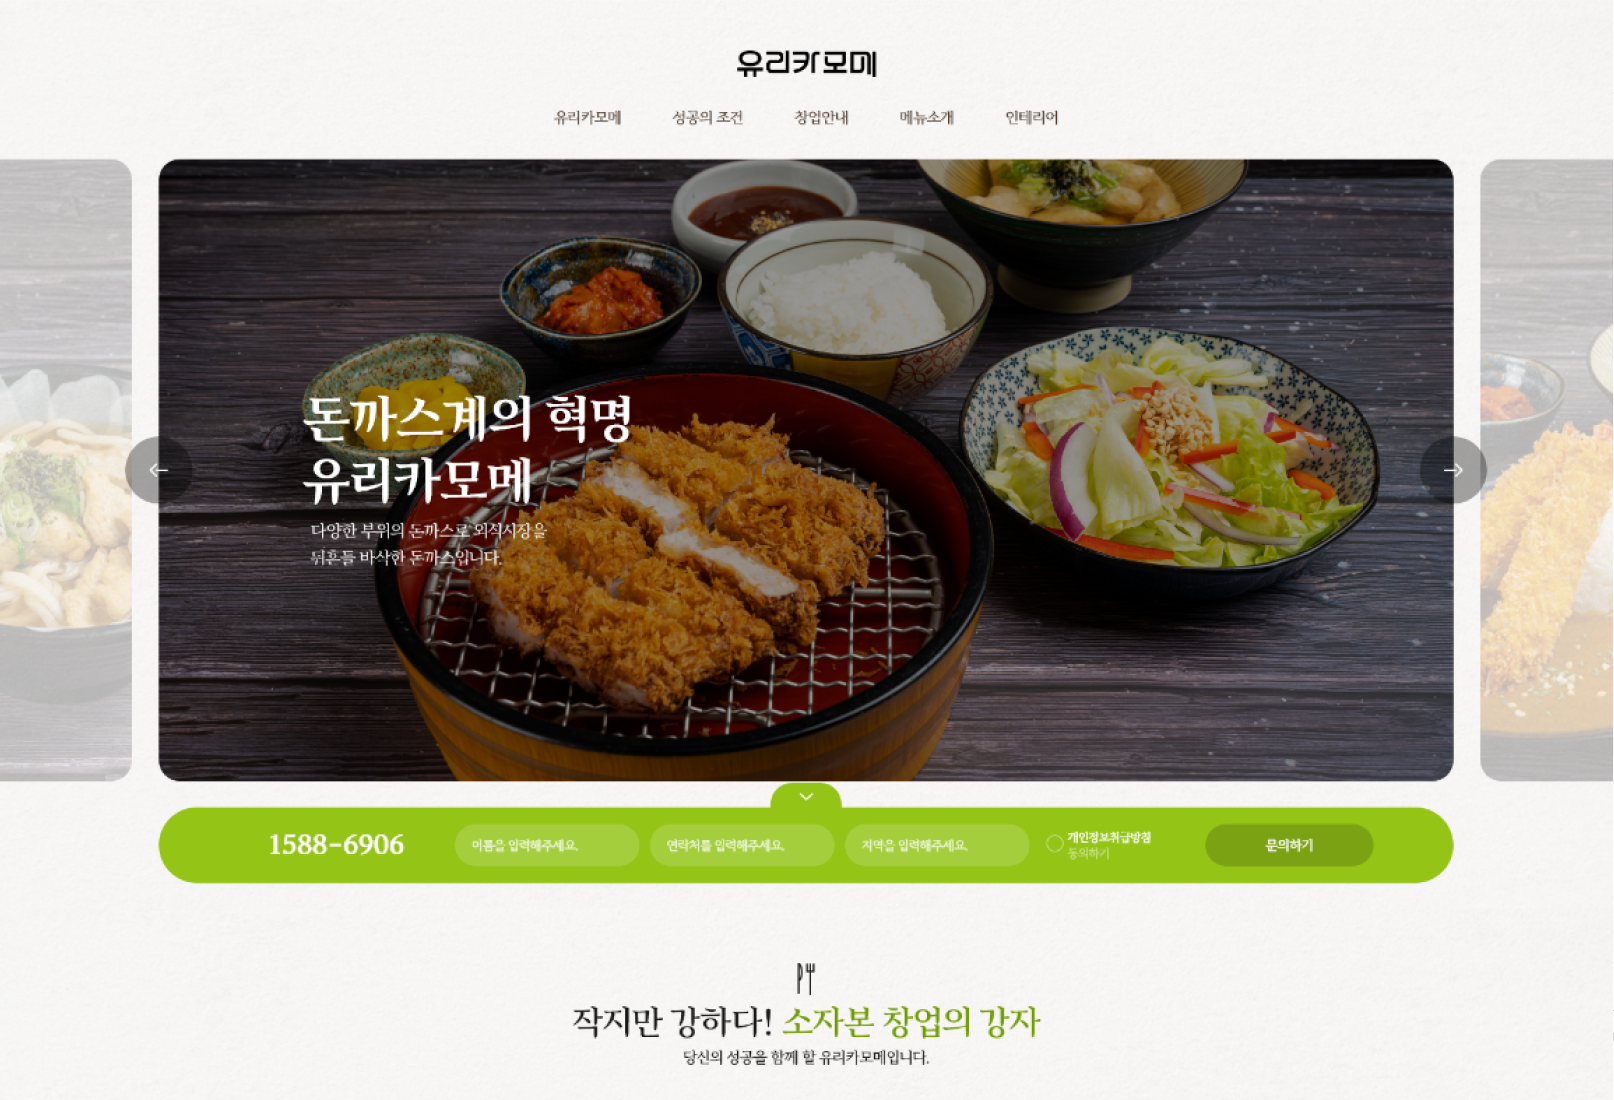 유리카모메
유리카모메 성공의 조건 창업안내 메뉴소개 인테리어
돈까스계의 혁명
유리카모메
다양한 부위의 돈까스로 외식시장을
뒤흔들 바삭한 돈까스입니다.
1588-6906 이름을 입력해주세요. 연락처를 입력해주세요. 지역을 입력해주세요. 개인정보취급방침 문의하기
동의하기
작지만 강하다! 소자본 창업의 강자
당신의 성공을 함께 할 유리카모메입니다.